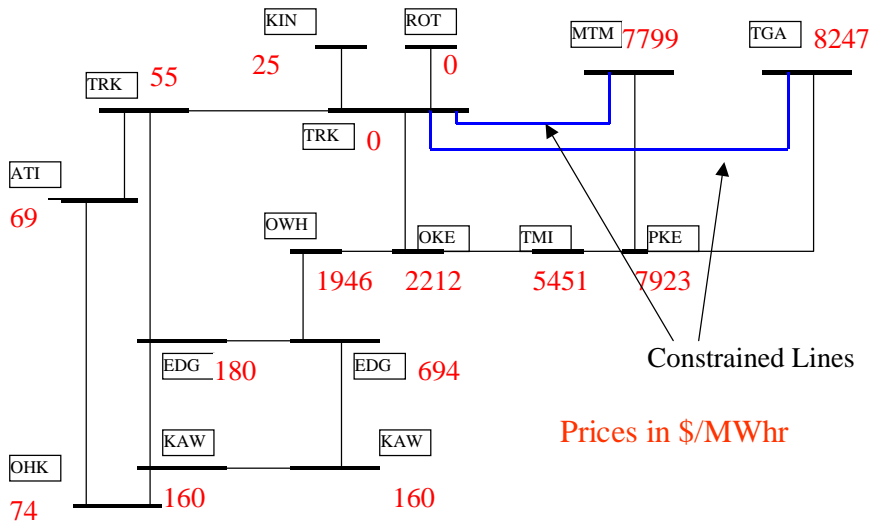 KIN
ROT
MTM
7799
TGA
8247
25
0
55
TRK
TRK
0
ATI
69
OWH
OKE
TMI
PKE
1946
2212
5451
7923
Constrained Lines
EDG
180
EDG
694
Prices in $/MWhr
KAW
KAW
OHK
160
160
74